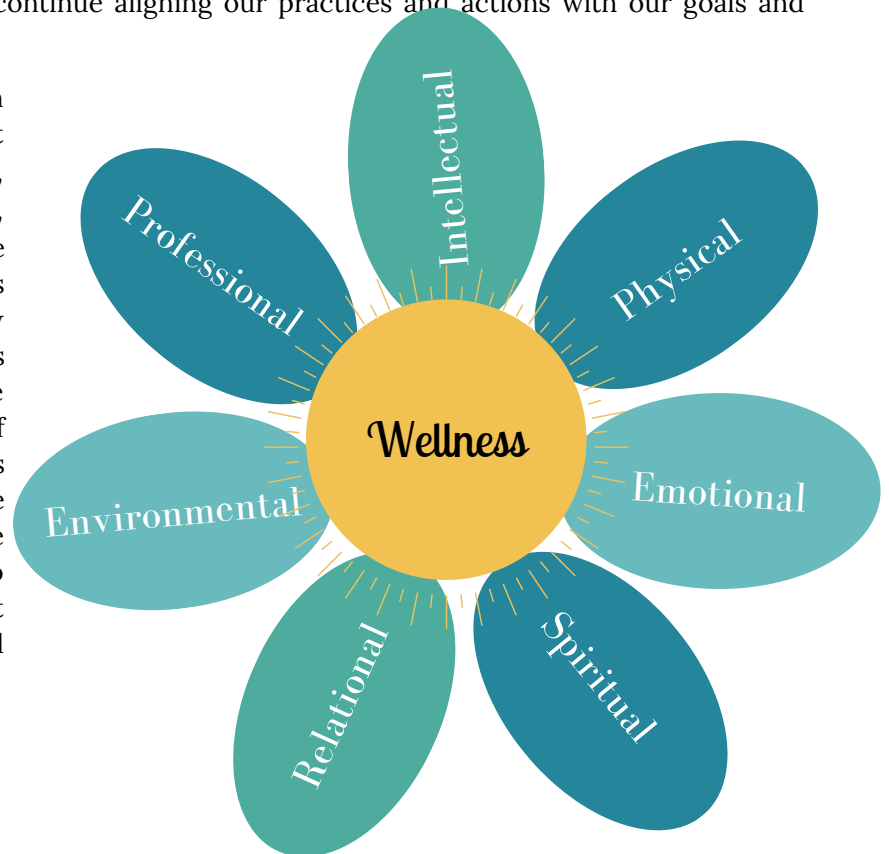 continue aligning our practices and actions with our goals and
Intellectual
Physical
Professional
Wellness
Emotional
Environmental
Spiritual
Relational